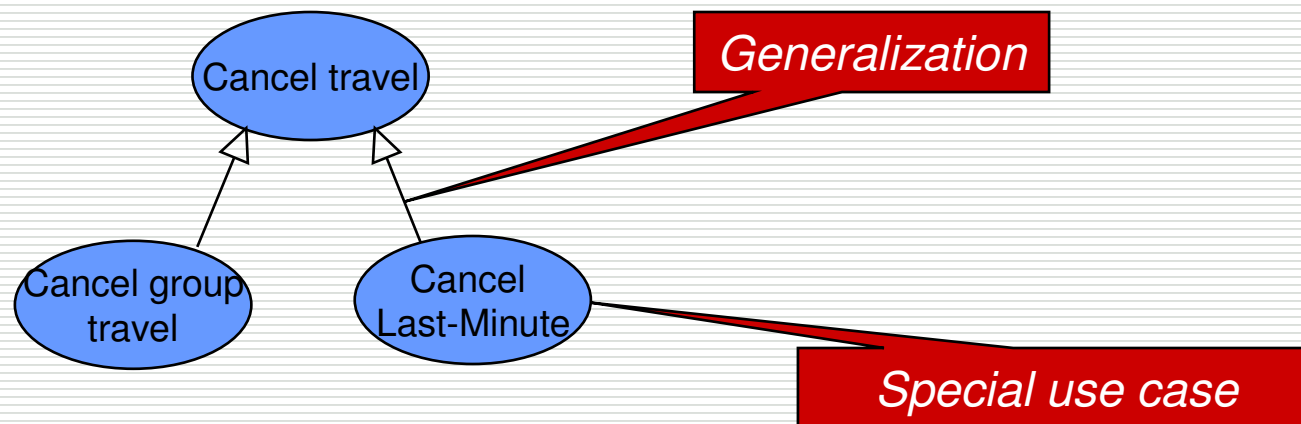 Generalization
Cancel travel
Cancel group
travel
Cancel
Last-Minute
Special use case